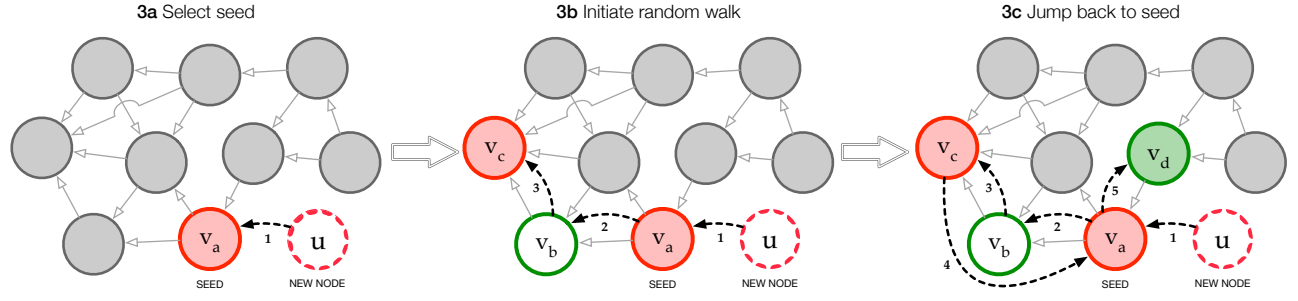 3a Select seed
3b Initiate random walk
3c Jump back to seed
v_a
1
u
SEED
NEW NODE
v_c
3
2
v_b
v_a
1
u
SEED
NEW NODE
v_c
v_d
3
5
2
4
v_b
v_a
1
u
SEED
NEW NODE